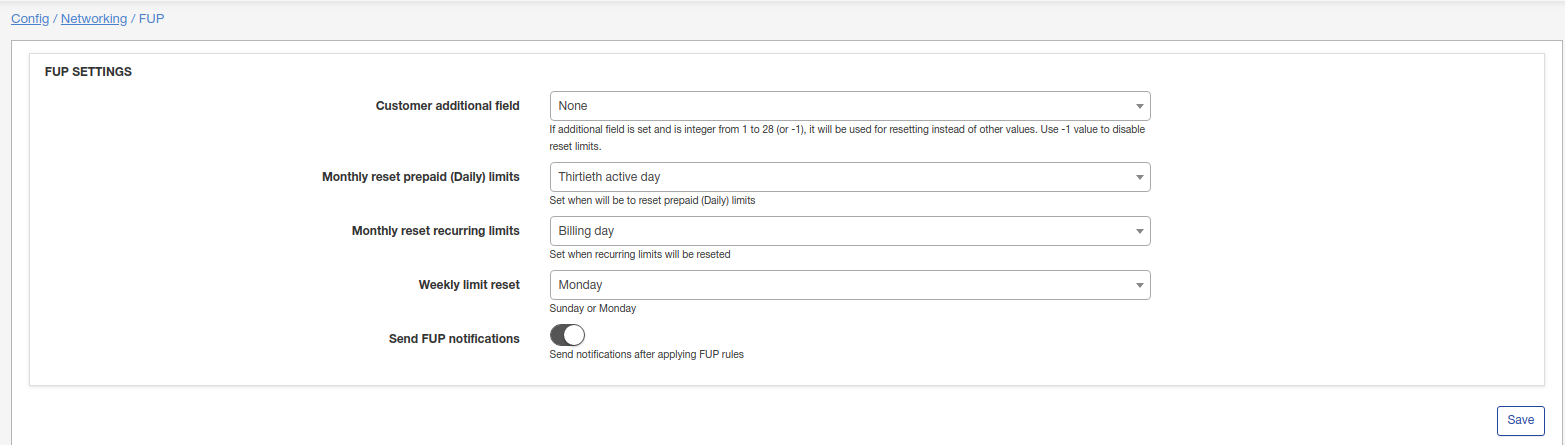 Config / Networking / FUP
FUP SETTINGS
Customer additional field
None
If additional field is set and is integer from 1 to 28 (or -1), it will be used for resetting instead of other values. Use -1 value to disable
reset limits.
Monthly reset prepaid (Daily) limits
Thirtieth active day
Set when will be to reset prepaid (Daily) limits
Monthly reset recurring limits
Billing day
Set when recurring limits will be reseted
Weekly limit reset
Monday
Sunday or Monday
Send FUP notifications
Send notifications after applying FUP rules
Save